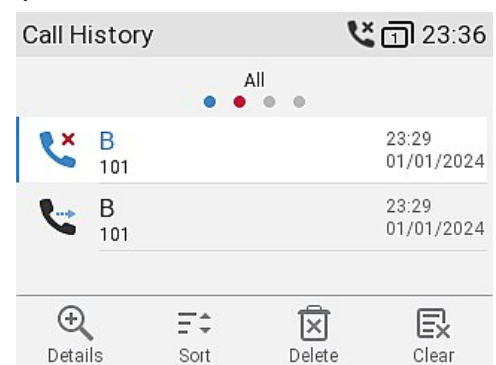 Call History 1 23:36
All
B 23:29
101 01/01/2024
B 23:29
101 01/01/2024
Details Sort Delete Clear